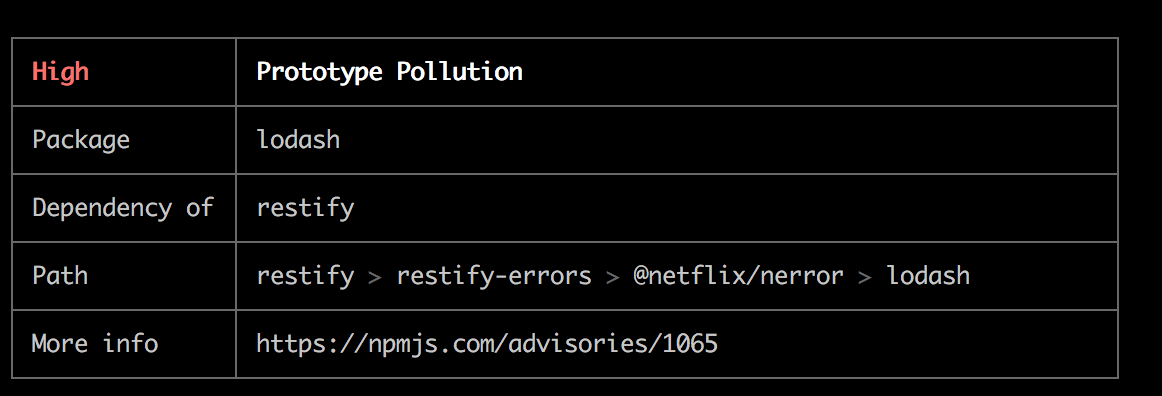 High Prototype Pollution
Package lodash
Dependency of restify
Path restify > restify-errors > @netflix/nerror > lodash
More info https://npmjs.com/advisories/1065